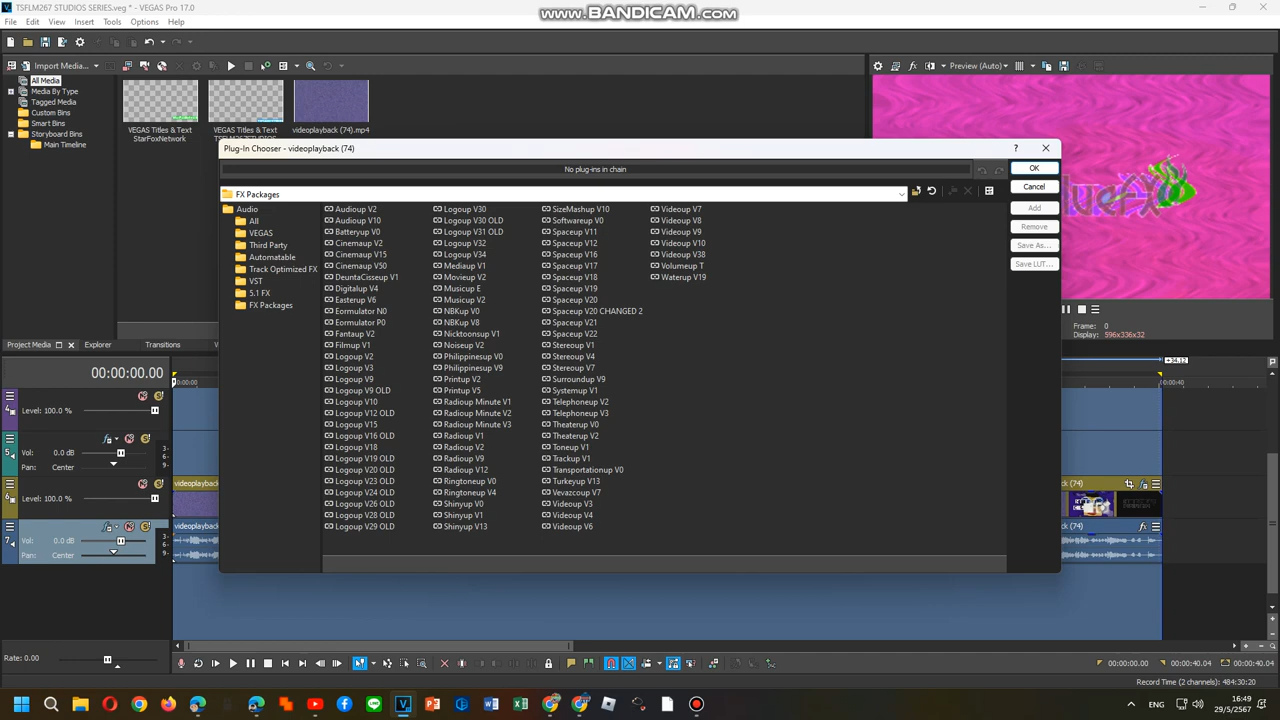 TSFLM267 STUDIOS SERIES.veg * - VEGAS Pro 17.0
www.BANDICAM.com
File Edit View Insert Tools Options Help
Import Media...
Preview (Auto)
All Media
Media By Type
Tagged Media
Custom Bins
Smart Bins
Storyboard Bins
Main Timeline
VEGAS Titles & Text StarFoxNetwork
VEGAS Titles & Text TSFLM267STUDIOS
videoplayback (74).mp4
Plug-In Chooser - videoplayback (74)
No plug-ins in chain
FX Packages
OK
Cancel
Add
Remove
Save As...
Save LUT...
Audio
All
VEGAS
Third Party
Automatable
Track Optimized FX
VST
5.1 FX
FX Packages
Audioup V2
Audioup V10
Batteryup V0
Cinemaup V2
Cinemaup V15
Cinemaup V50
DeumtaCisseup V1
Digitalup V4
Easterup V6
Eormulator N0
Eormulator P0
Fantaup V2
Filmup V1
Logoup V2
Logoup V3
Logoup V9
Logoup V9 OLD
Logoup V10
Logoup V12 OLD
Logoup V15
Logoup V16 OLD
Logoup V18
Logoup V19 OLD
Logoup V20 OLD
Logoup V23 OLD
Logoup V24 OLD
Logoup V26 OLD
Logoup V28 OLD
Logoup V29 OLD
Logoup V30
Logoup V30 OLD
Logoup V31 OLD
Logoup V32
Logoup V34
Mediaup V1
Movieup V2
Musicup E
Musicup V2
NBKup V0
NBKup V8
Nicktoonsup V1
Noiseup V2
Philippinesup V0
Philippinesup V9
Printup V2
Printup V5
Radioup Minute V1
Radioup Minute V2
Radioup Minute V3
Radioup V1
Radioup V2
Radioup V9
Radioup V12
Ringtoneup V0
Ringtoneup V4
Shinyup V0
Shinyup V1
Shinyup V13
SizeMashup V10
Softwareup V0
Spaceup V11
Spaceup V12
Spaceup V16
Spaceup V17
Spaceup V18
Spaceup V19
Spaceup V20
Spaceup V20 CHANGED 2
Spaceup V21
Spaceup V22
Stereoup V1
Stereoup V4
Stereoup V7
Surroundup V9
Systemup V1
Telephoneup V2
Telephoneup V3
Theaterup V0
Theaterup V2
Toneup V1
Trackup V1
Transportationup V0
Turkeyup V13
Vevazcoup V7
Videoup V3
Videoup V4
Videoup V6
Videoup V7
Videoup V8
Videoup V9
Videoup V10
Videoup V38
Volumeup T
Waterup V19
Frame: 0
Display: 596x336x32
Project Media
Explorer
Transitions
00:00:00.00
0:00:00
+34.12
00:00:40
4
Level: 100.0 %
5
Vol: 0.0 dB
Pan: Center
6
Level: 100.0 %
7
Vol: 0.0 dB
Pan: Center
Rate: 0.00
00:00:00.00
00:00:40.04
00:00:40.04
Record Time (2 channels): 484:30:20
ENG
16:49
29/5/2567